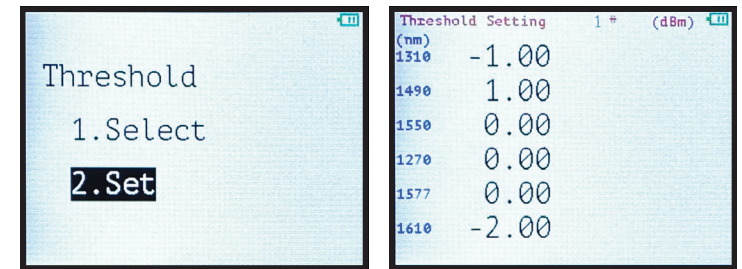 Threshold
1.Select
2.Set
Threshold Setting 1 # (dBm)
(nm)
1310 -1.00
1490 1.00
1550 0.00
1270 0.00
1577 0.00
1610 -2.00